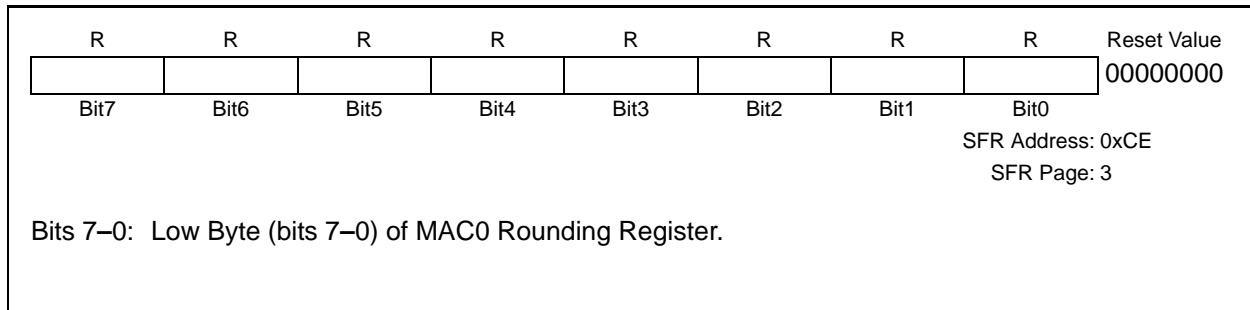 R R R R R R R R Reset Value
00000000
Bit7 Bit6 Bit5 Bit4 Bit3 Bit2 Bit1 Bit0
SFR Address: 0xCE
SFR Page: 3
Bits 7–0: Low Byte (bits 7–0) of MAC0 Rounding Register.